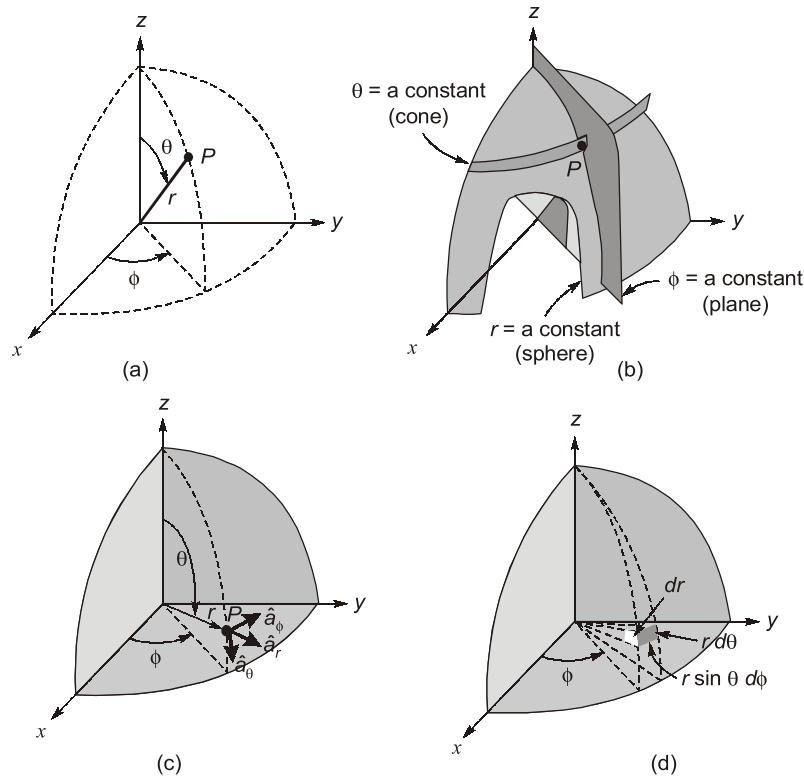 z
θ
P
r
y
ϕ
x
(a)
z
θ = a constant
(cone)
P
y
ϕ = a constant
(plane)
r = a constant
(sphere)
x
(b)
z
θ
r
P
â_ϕ
â_r
â_θ
y
ϕ
x
(c)
z
dr
y
r dθ
r sin θ dϕ
ϕ
x
(d)